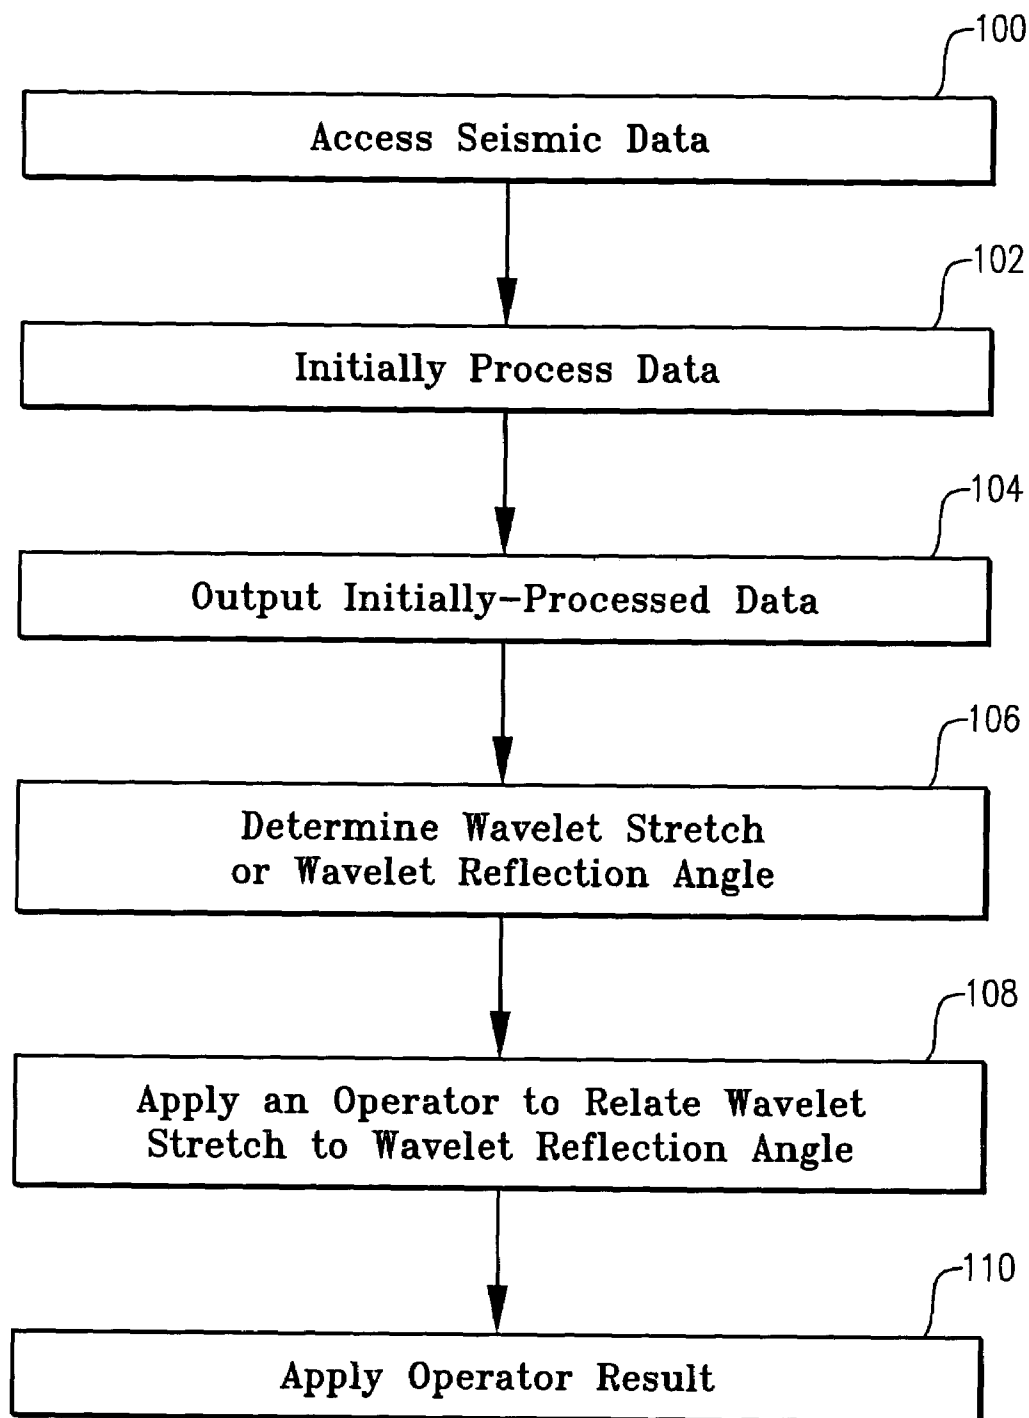 100
Access Seismic Data
102
Initially Process Data
104
Output Initially-Processed Data
106
Determine Wavelet Stretch
or Wavelet Reflection Angle
108
Apply an Operator to Relate Wavelet
Stretch to Wavelet Reflection Angle
110
Apply Operator Result